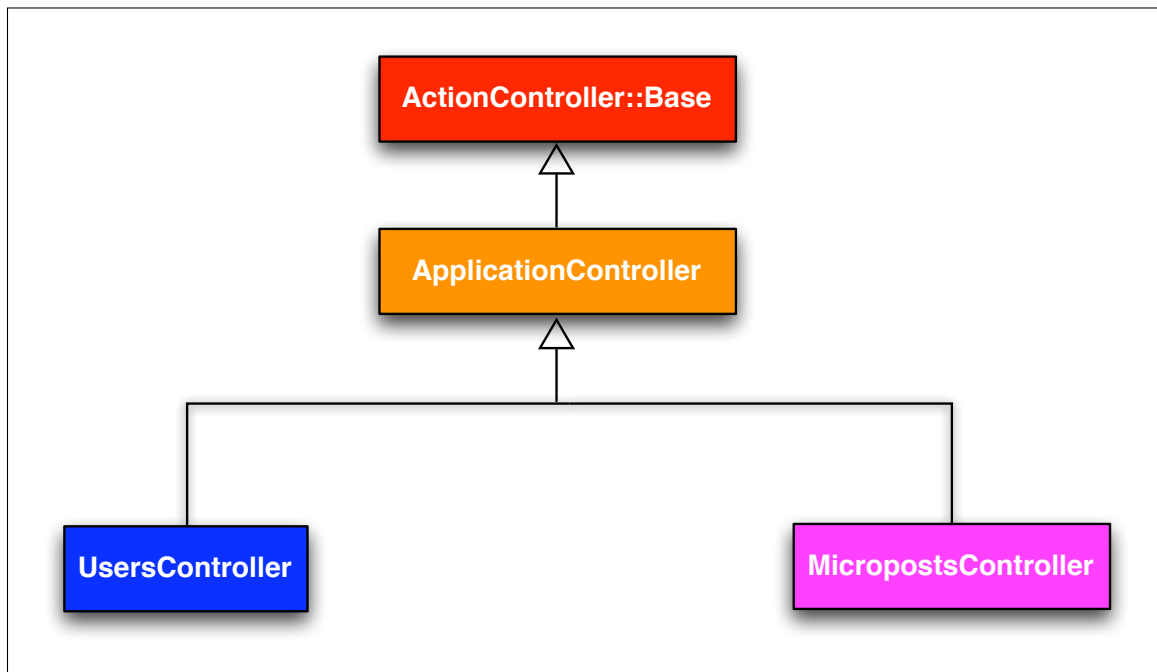 ActionController::Base
ApplicationController
UsersController
MicropostsController